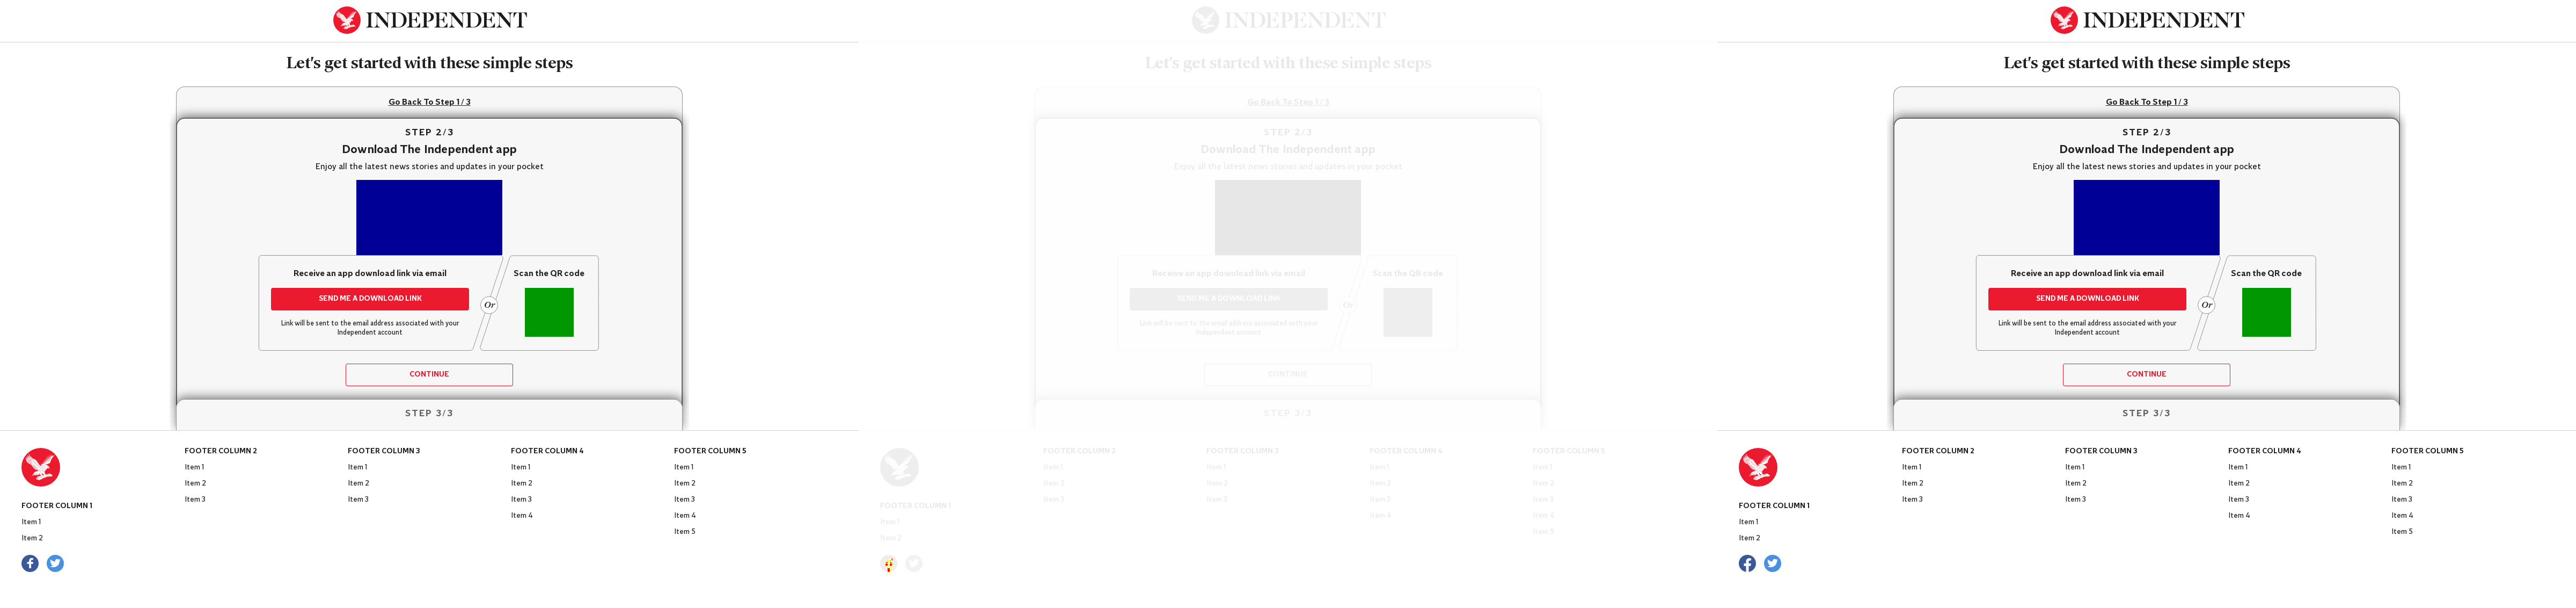 INDEPENDENT
Let's get started with these simple steps
Go Back To Step 1 / 3
STEP 2/3
Download The Independent app
Enjoy all the latest news stories and updates in your pocket
Receive an app download link via email
SEND ME A DOWNLOAD LINK
Link will be sent to the email address associated with your
Independent account
Or
Scan the QR code
CONTINUE
STEP 3/3
FOOTER COLUMN 1
Item 1
Item 2
FOOTER COLUMN 2
Item 1
Item 2
Item 3
FOOTER COLUMN 3
Item 1
Item 2
Item 3
FOOTER COLUMN 4
Item 1
Item 2
Item 3
Item 4
FOOTER COLUMN 5
Item 1
Item 2
Item 3
Item 4
Item 5
INDEPENDENT
Let's get started with these simple steps
Go Back To Step 1 / 3
STEP 2/3
Download The Independent app
Enjoy all the latest news stories and updates in your pocket
Receive an app download link via email
SEND ME A DOWNLOAD LINK
Link will be sent to the email address associated with your
Independent account
Or
Scan the QR code
CONTINUE
STEP 3/3
FOOTER COLUMN 1
Item 1
Item 2
FOOTER COLUMN 2
Item 1
Item 2
Item 3
FOOTER COLUMN 3
Item 1
Item 2
Item 3
FOOTER COLUMN 4
Item 1
Item 2
Item 3
Item 4
FOOTER COLUMN 5
Item 1
Item 2
Item 3
Item 4
Item 5
INDEPENDENT
Let's get started with these simple steps
Go Back To Step 1 / 3
STEP 2/3
Download The Independent app
Enjoy all the latest news stories and updates in your pocket
Receive an app download link via email
SEND ME A DOWNLOAD LINK
Link will be sent to the email address associated with your
Independent account
Or
Scan the QR code
CONTINUE
STEP 3/3
FOOTER COLUMN 1
Item 1
Item 2
FOOTER COLUMN 2
Item 1
Item 2
Item 3
FOOTER COLUMN 3
Item 1
Item 2
Item 3
FOOTER COLUMN 4
Item 1
Item 2
Item 3
Item 4
FOOTER COLUMN 5
Item 1
Item 2
Item 3
Item 4
Item 5